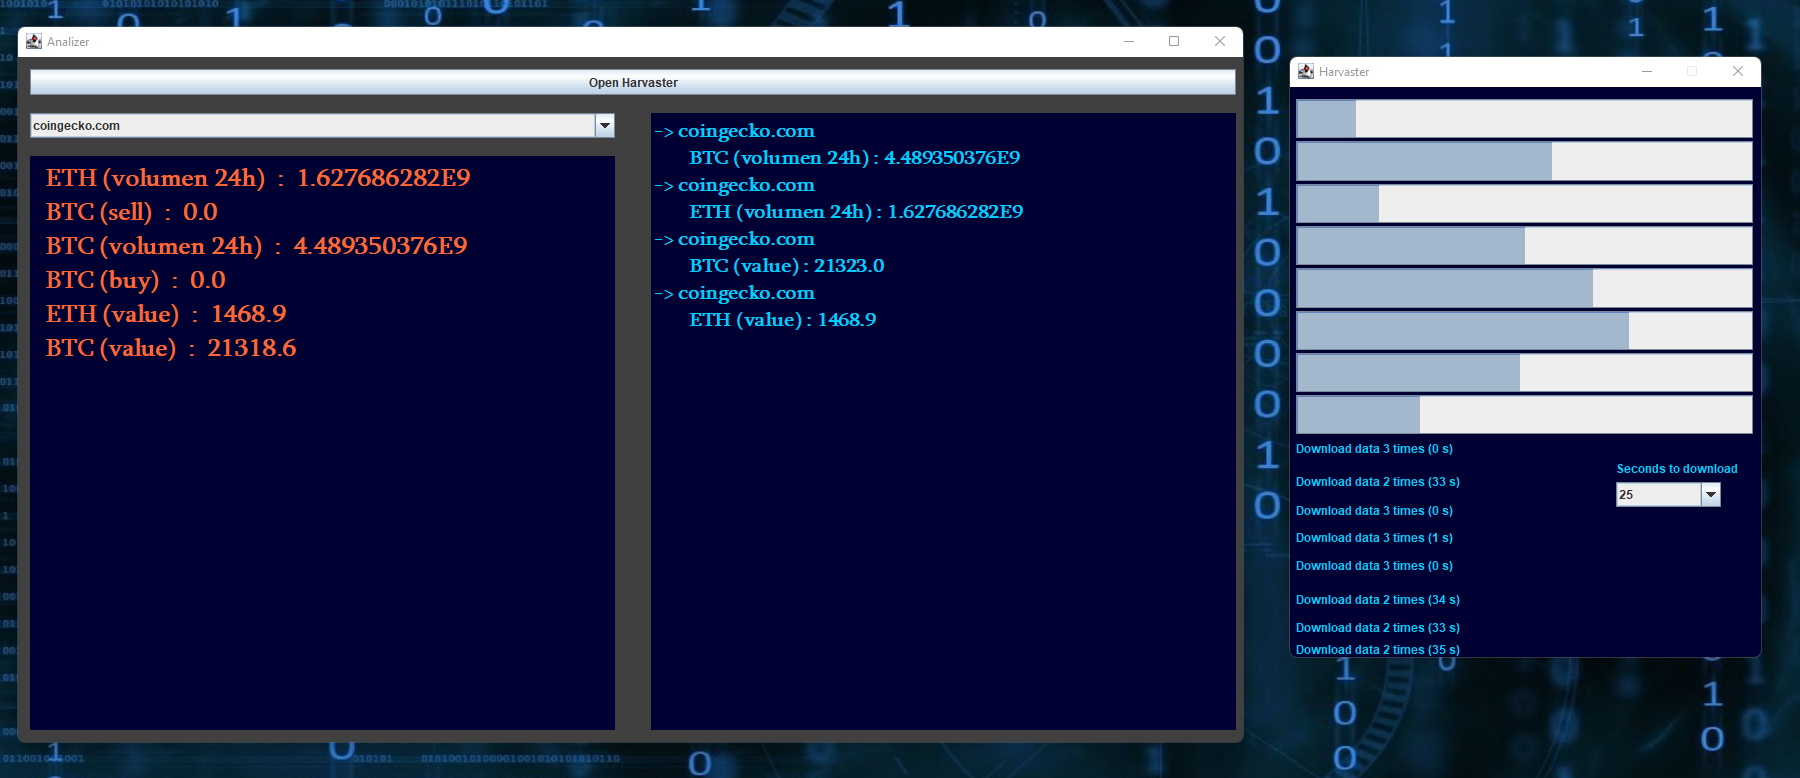 Analizer
Open Harvaster
coingecko.com
ETH (volumen 24h) : 1.627686282E9
BTC (sell) : 0.0
BTC (volumen 24h) : 4.489350376E9
BTC (buy) : 0.0
ETH (value) : 1468.9
BTC (value) : 21318.6
-> coingecko.com
BTC (volumen 24h) : 4.489350376E9
-> coingecko.com
ETH (volumen 24h) : 1.627686282E9
-> coingecko.com
BTC (value) : 21323.0
-> coingecko.com
ETH (value) : 1468.9
Harvaster
Download data 3 times (0 s)
Seconds to download
Download data 2 times (33 s)
25
Download data 3 times (0 s)
Download data 3 times (1 s)
Download data 3 times (0 s)
Download data 2 times (34 s)
Download data 2 times (33 s)
Download data 2 times (35 s)